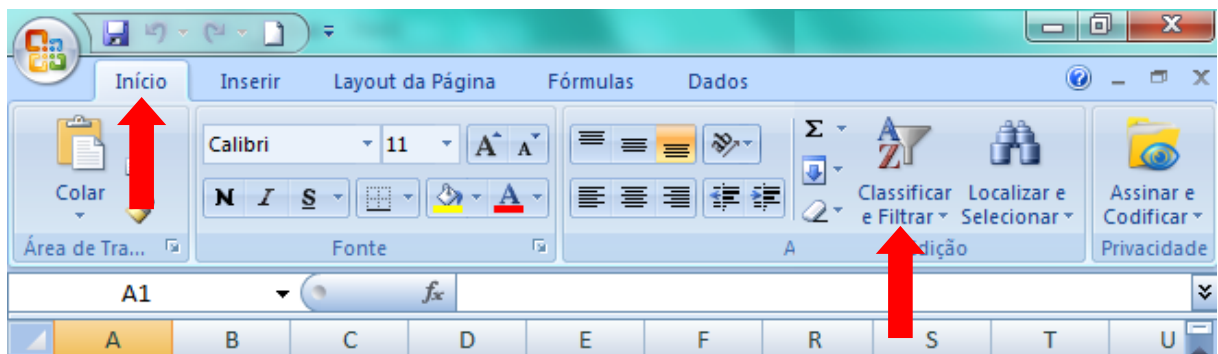 Início Inserir Layout da Página Fórmulas Dados
Calibri 11 A A Σ A Z
Colar Classificar e Filtrar Localizar e Selecionar Assinar e Codificar
N I S A
Área de Tra... Fonte A dição Privacidade
A1 fx
A B C D E F R S T U